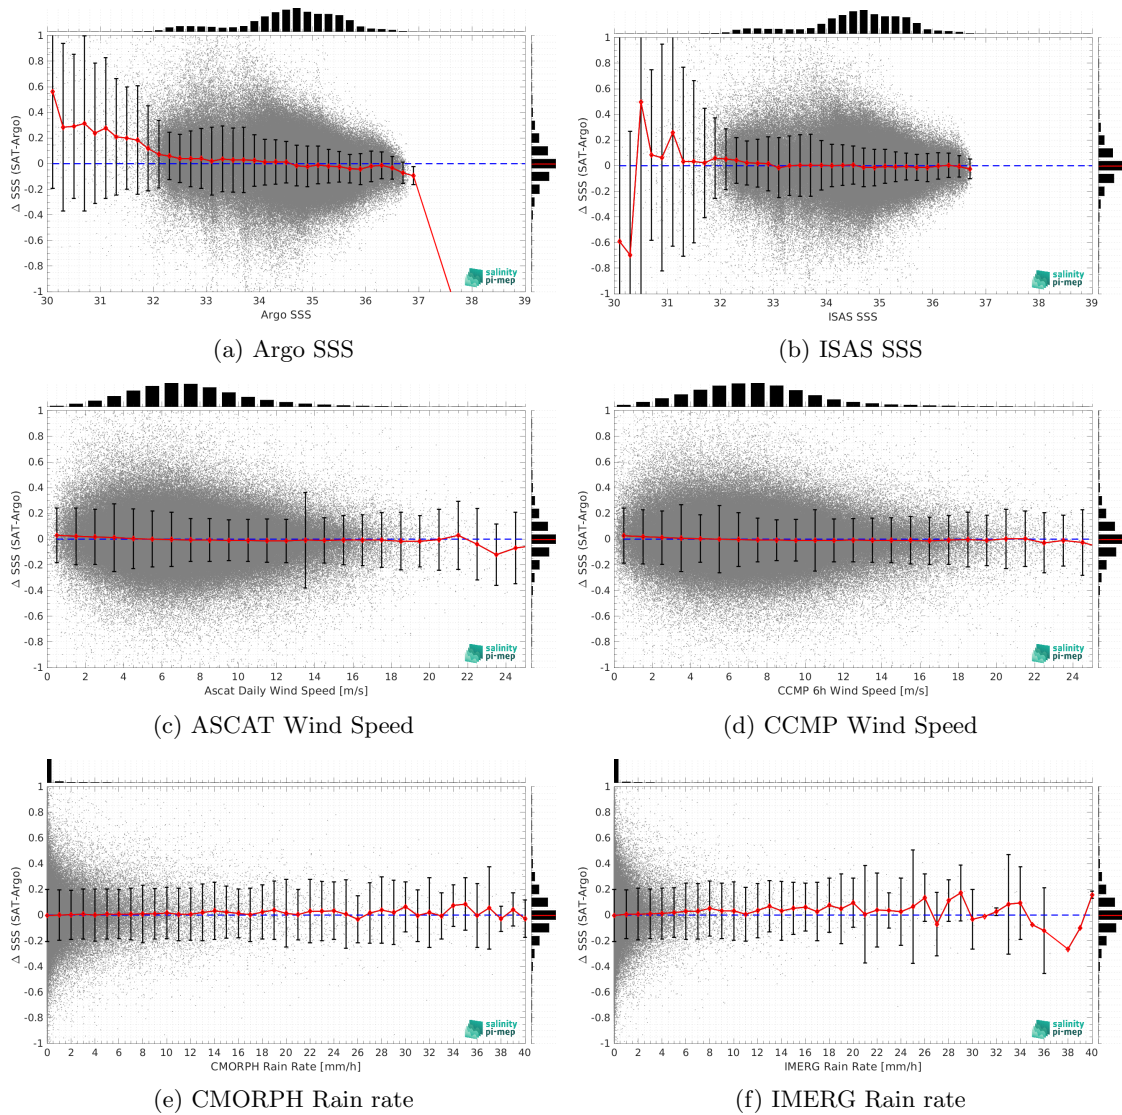 1
0.8
0.6
0.4
0.2
0
-0.2
-0.4
-0.6
-0.8
-1
Δ SSS (SAT-Argo)
30 31 32 33 34 35 36 37 38 39
Argo SSS
salinity
pi-mep
(a) Argo SSS
1
0.8
0.6
0.4
0.2
0
-0.2
-0.4
-0.6
-0.8
-1
Δ SSS (SAT-Argo)
30 31 32 33 34 35 36 37 38 39
ISAS SSS
salinity
pi-mep
(b) ISAS SSS
1
0.8
0.6
0.4
0.2
0
-0.2
-0.4
-0.6
-0.8
-1
Δ SSS (SAT-Argo)
0 2 4 6 8 10 12 14 16 18 20 22 24
Ascat Daily Wind Speed [m/s]
salinity
pi-mep
(c) ASCAT Wind Speed
1
0.8
0.6
0.4
0.2
0
-0.2
-0.4
-0.6
-0.8
-1
Δ SSS (SAT-Argo)
0 2 4 6 8 10 12 14 16 18 20 22 24
CCMP 6h Wind Speed [m/s]
salinity
pi-mep
(d) CCMP Wind Speed
1
0.8
0.6
0.4
0.2
0
-0.2
-0.4
-0.6
-0.8
-1
Δ SSS (SAT-Argo)
0 2 4 6 8 10 12 14 16 18 20 22 24 26 28 30 32 34 36 38 40
CMORPH Rain Rate [mm/h]
salinity
pi-mep
(e) CMORPH Rain rate
1
0.8
0.6
0.4
0.2
0
-0.2
-0.4
-0.6
-0.8
-1
Δ SSS (SAT-Argo)
0 2 4 6 8 10 12 14 16 18 20 22 24 26 28 30 32 34 36 38 40
IMERG Rain Rate [mm/h]
salinity
pi-mep
(f) IMERG Rain rate